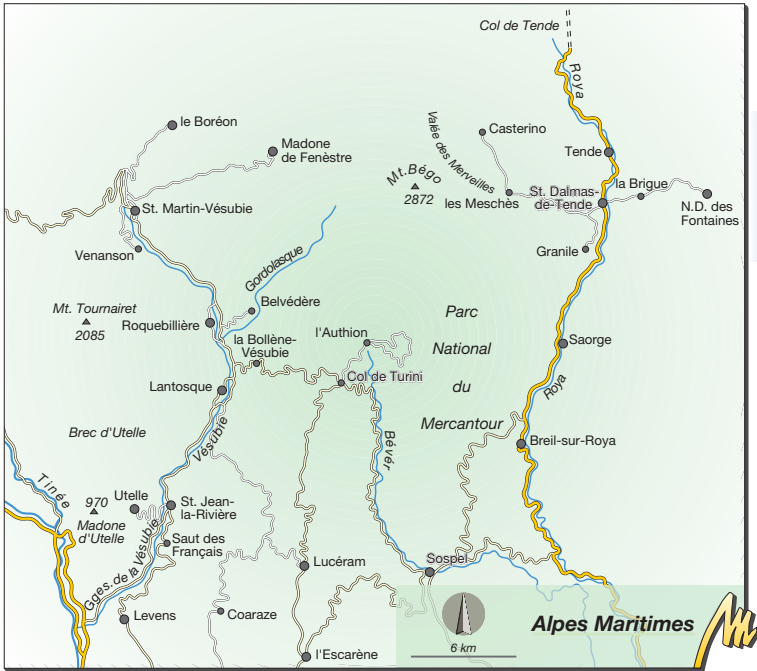 Col de Tende
Roya
le Boréon
Casterino
Madone
de Fenèstre
Tende
Valée des Merveilles
Mt. Bégo
2872
les Meschès
St. Dalmas-
de-Tende
la Brigue
N.D. des
Fontaines
St. Martin-Vésubie
Venanson
Granile
Gordolasque
Belvédère
Mt. Tournairet
2085
Roquebillière
Parc
National
du
Mercantour
l'Authion
la Bollène-
Vésubie
Saorge
Col de Turini
Lantosque
Roya
Brec d'Utelle
Vésubie
Bévér
Breil-sur-Roya
Tinée
970
Madone
d'Utelle
Utelle
St. Jean-
la-Rivière
Saut des
Français
Gges. de la Vésubie
Lucéram
Sospel
Levens
Coaraze
l'Escarène
6 km
Alpes Maritimes